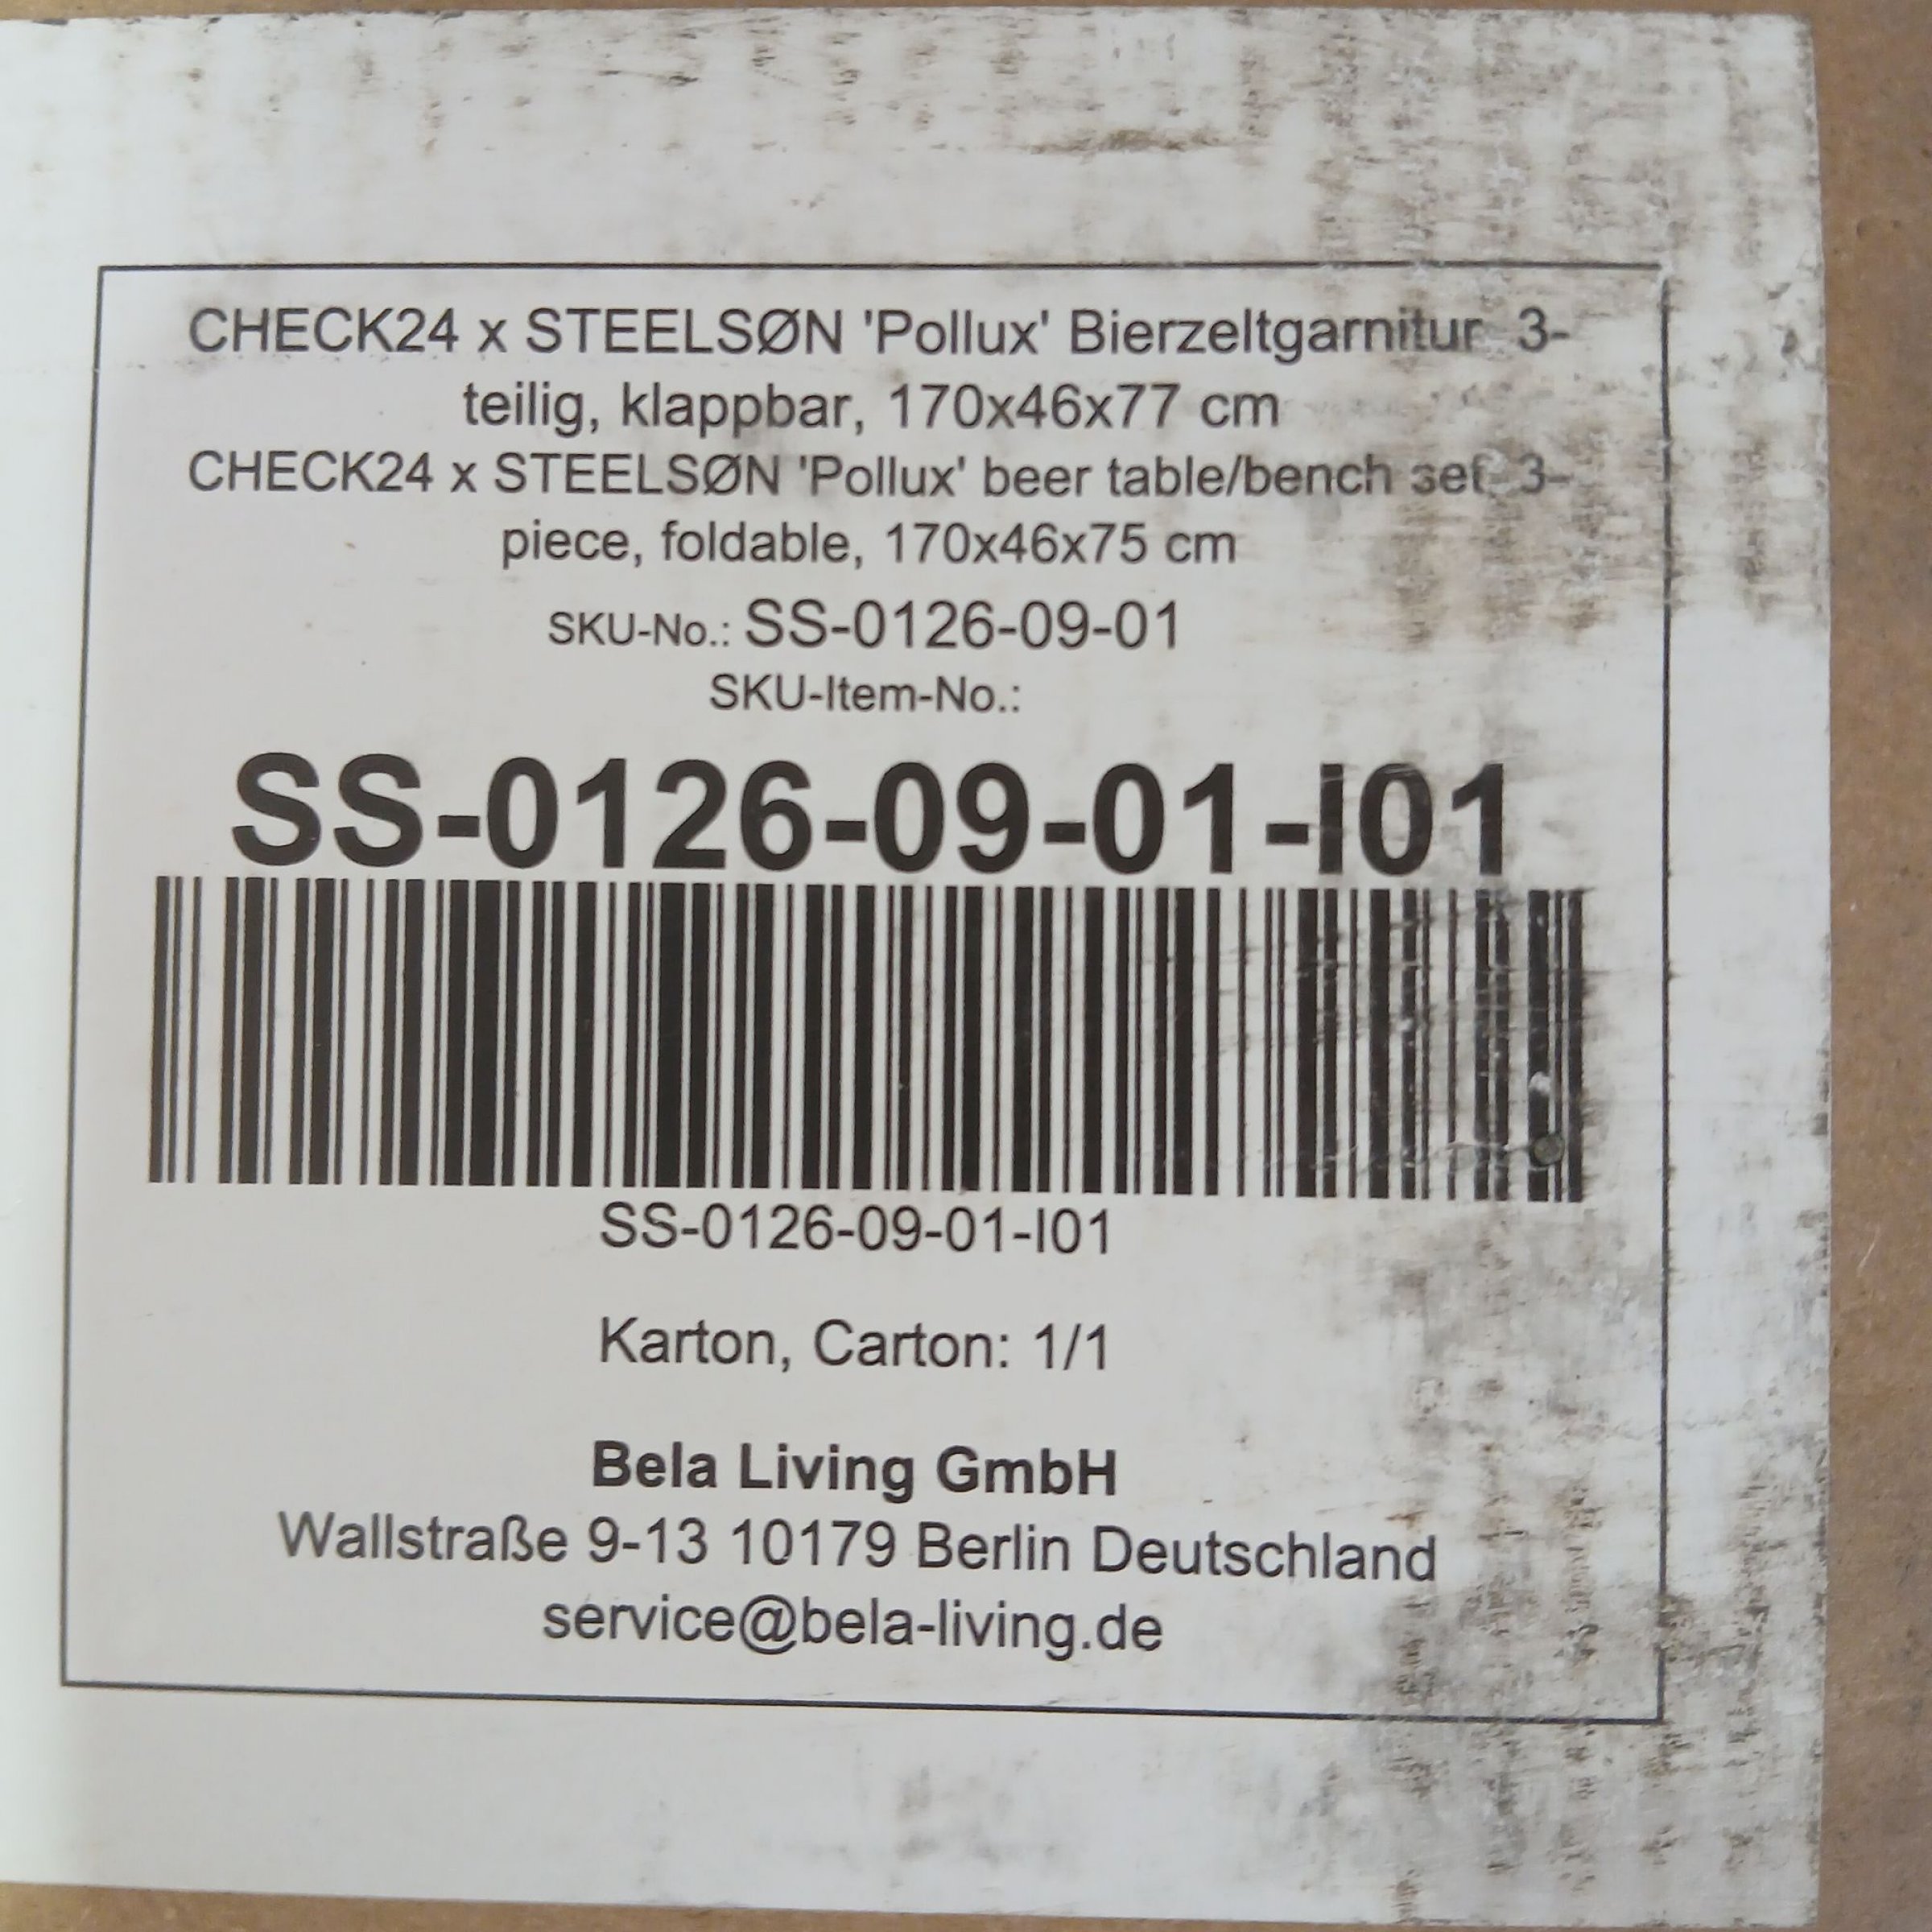 CHECK24 x STEELSØN 'Pollux' Bierzeltgarnitur 3-
teilig, klappbar, 170x46x77 cm
CHECK24 x STEELSØN 'Pollux' beer table/bench set, 3-
piece, foldable, 170x46x75 cm
SKU-No.: SS-0126-09-01
SKU-Item-No.:
SS-0126-09-01-I01
SS-0126-09-01-I01
Karton, Carton: 1/1
Bela Living GmbH
Wallstraße 9-13 10179 Berlin Deutschland
service@bela-living.de